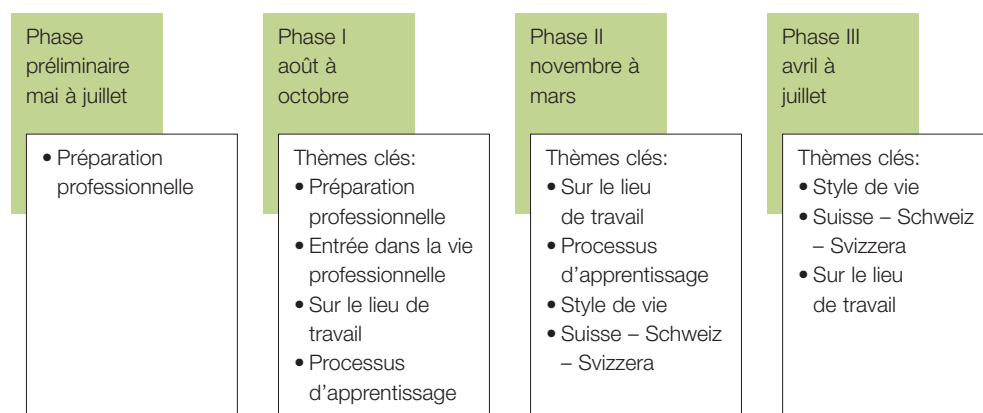 Phase
préliminaire
mai à juillet
• Préparation
professionnelle
Phase I
août à
octobre
Thèmes clés:
• Préparation
professionnelle
• Entrée dans la vie
professionnelle
• Sur le lieu de
travail
• Processus
d’apprentissage
Phase II
novembre à
mars
Thèmes clés:
• Sur le lieu
de travail
• Processus
d’apprentissage
• Style de vie
• Suisse – Schweiz
– Svizzera
Phase III
avril à
juillet
Thèmes clés:
• Style de vie
• Suisse – Schweiz
– Svizzera
• Sur le lieu
de travail